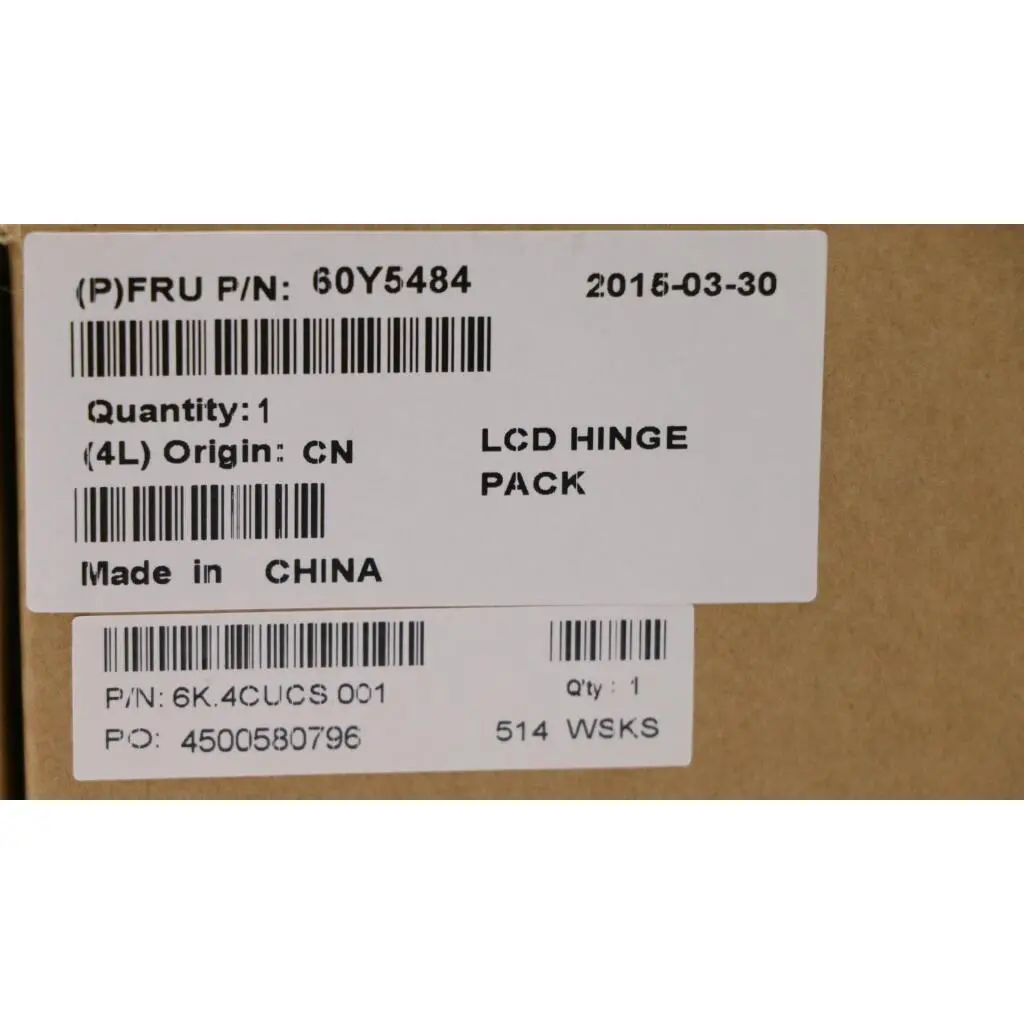 (P)FRU P/N: 60Y5484 2015-03-30
Quantity: 1
(4L) Origin: CN
LCD HINGE
PACK
Made in CHINA
P/N: 6K.4CUCS 001
Q'ty : 1
PO: 4500580796
514 WSKS